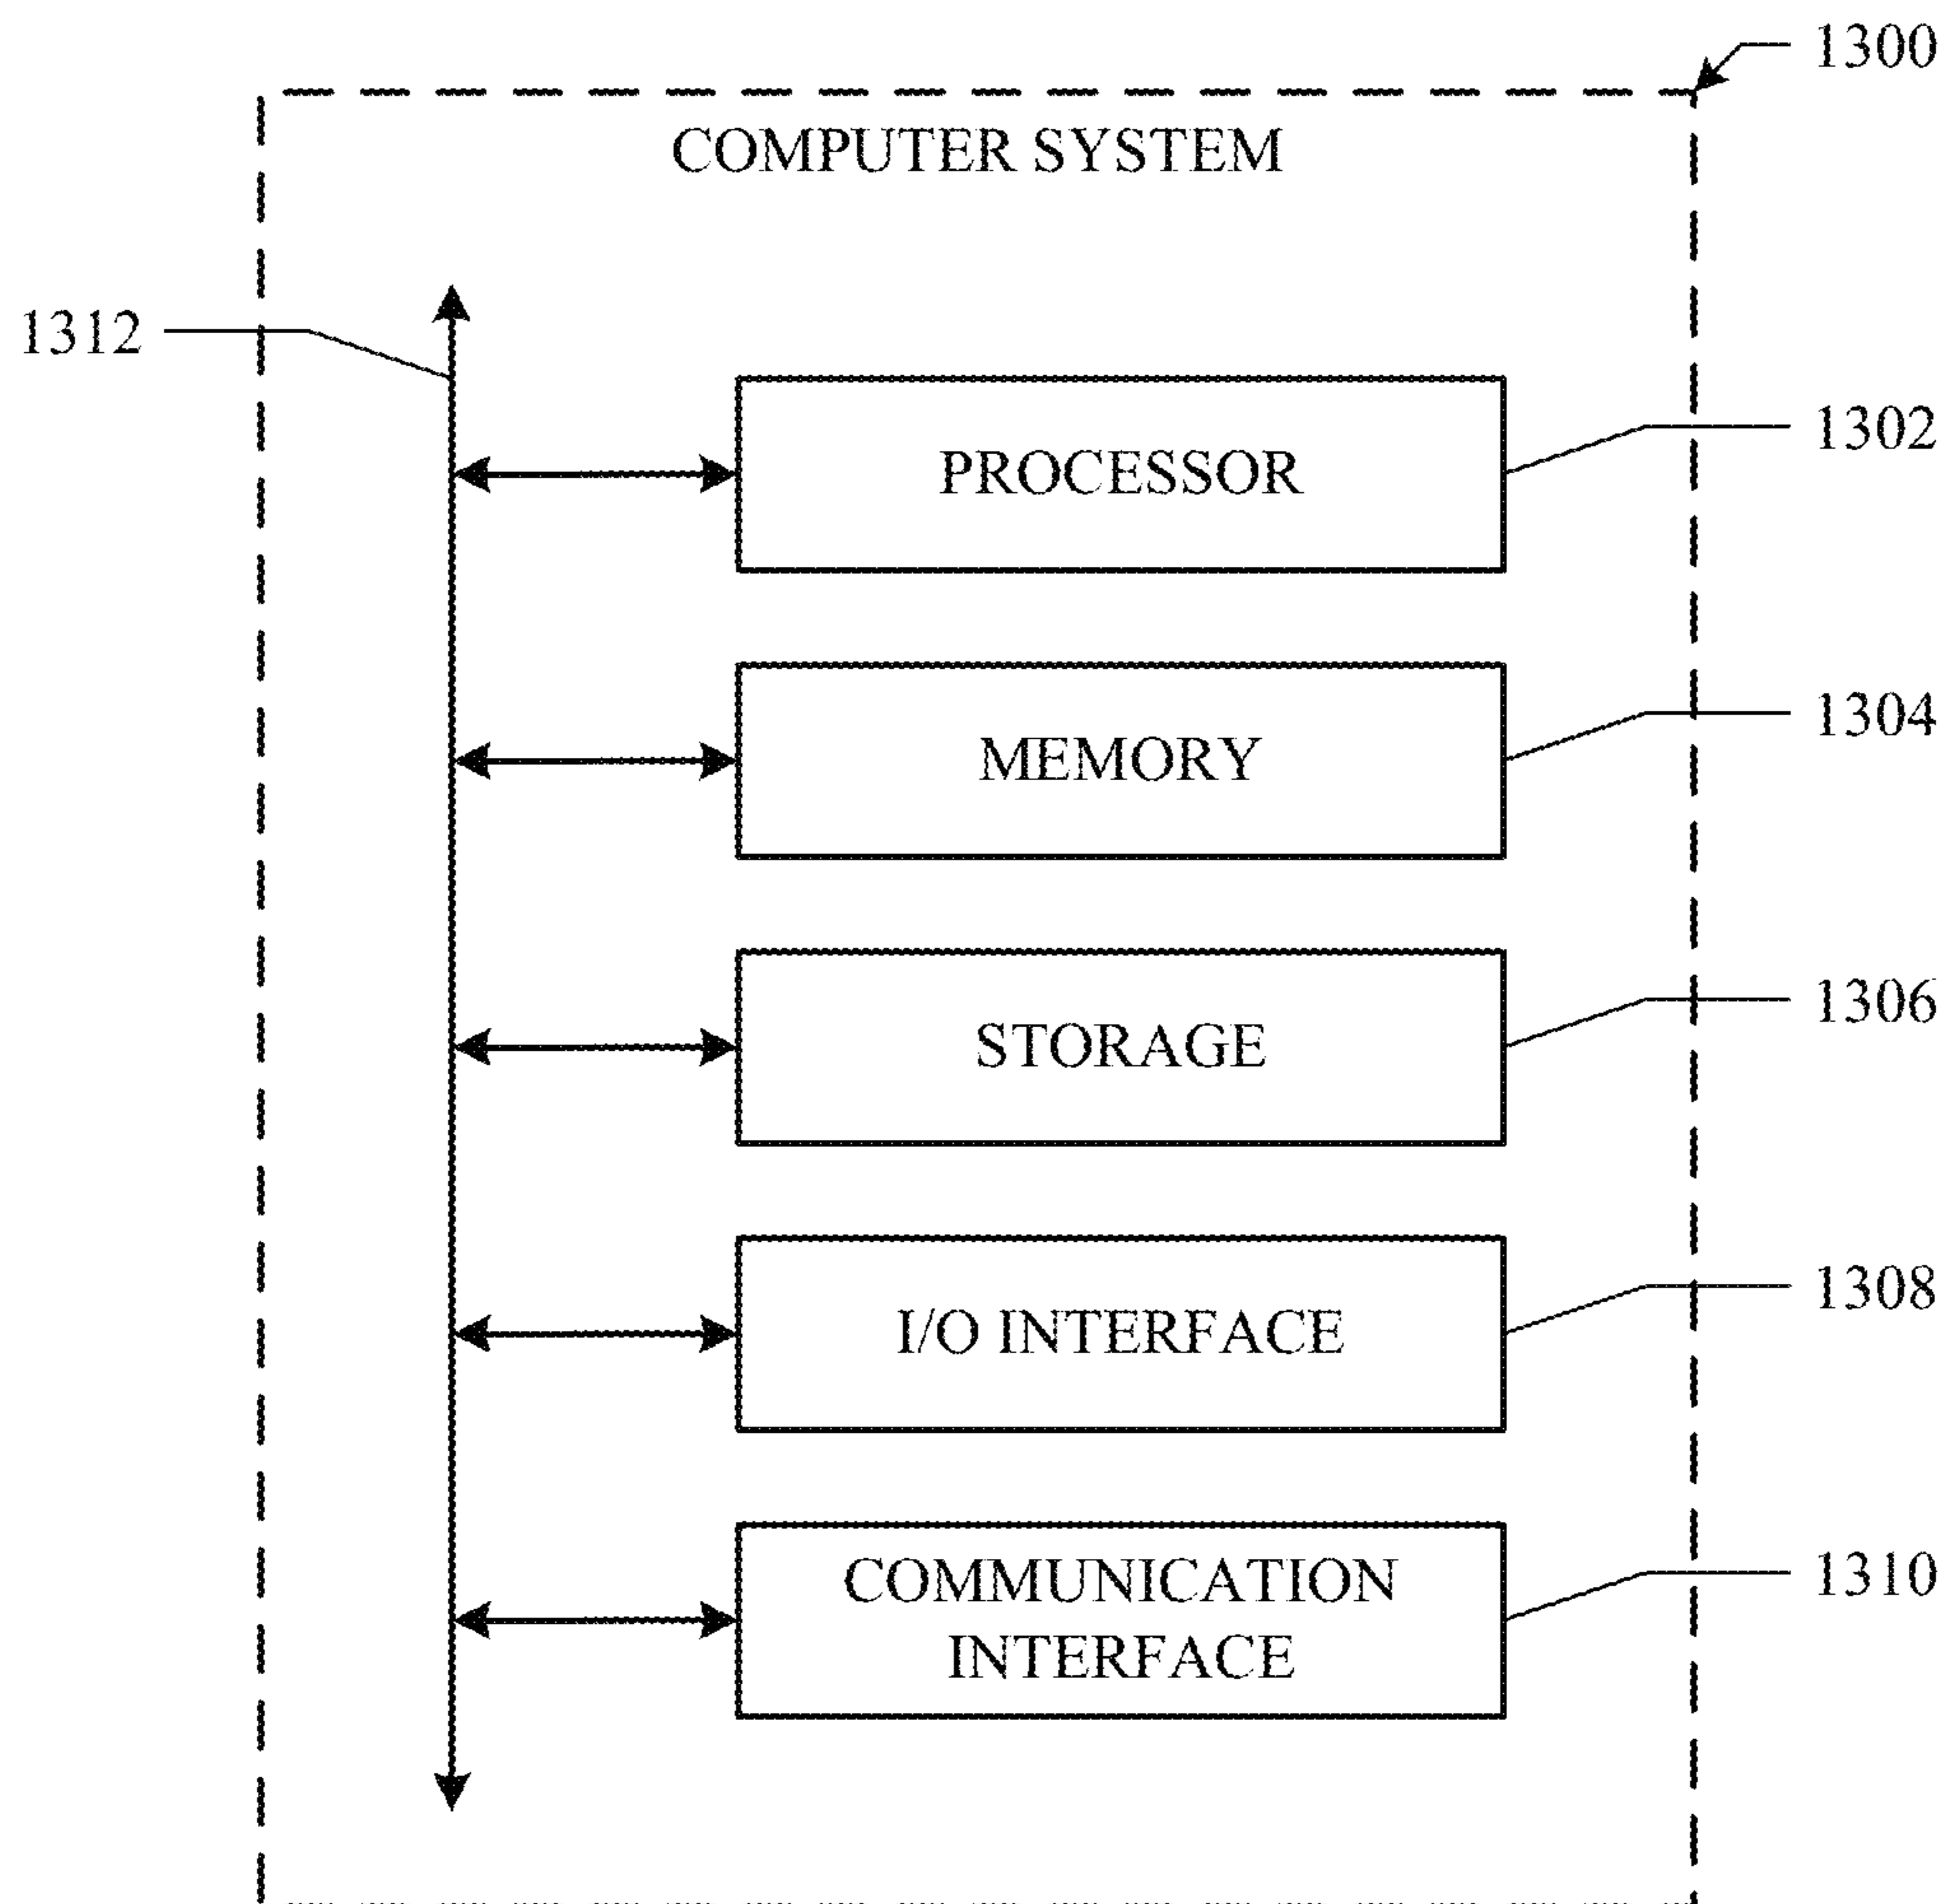 1300
COMPUTER SYSTEM
1312
1302
PROCESSOR
1304
MEMORY
1306
STORAGE
1308
I/O INTERFACE
1310
COMMUNICATION
INTERFACE